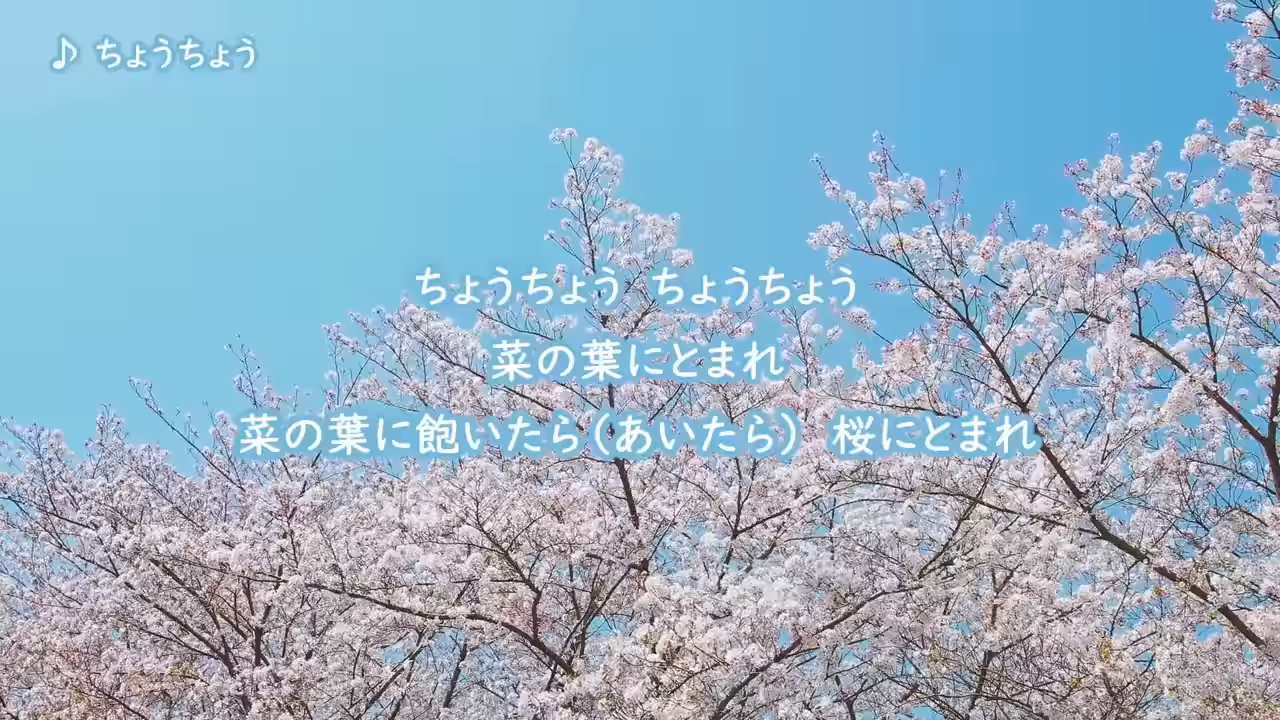 ♪ ちょうちょう
ちょうちょう　ちょうちょう
菜の葉にとまれ
菜の葉に飽いたら（あいたら）　桜にとまれ